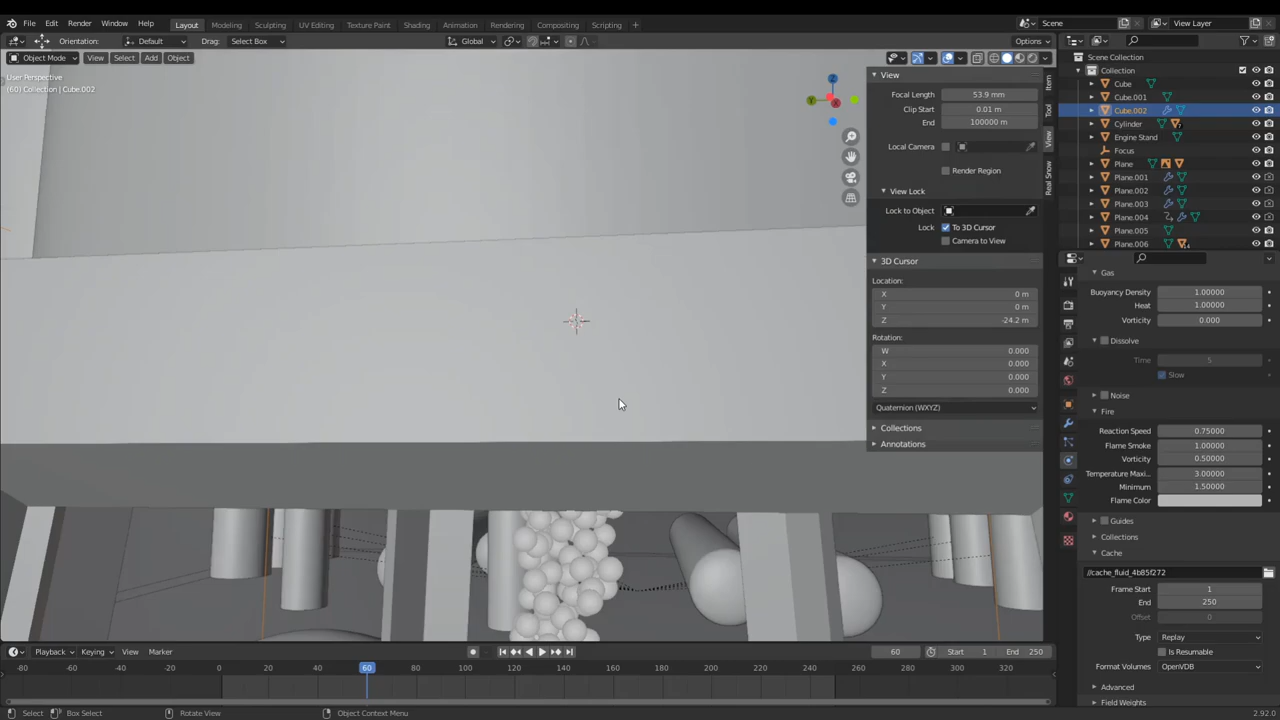 File Edit Render Window Help Layout Modeling Sculpting UV Editing Texture Paint Shading Animation Rendering Compositing Scripting + Scene View Layer
Orientation: Default Drag: Select Box Global Options
Object Mode View Select Add Object
User Perspective
(60) Collection | Cube.002
Z
Y
X
View
Focal Length 53.9 mm
Clip Start 0.01 m
End 100000 m
Local Camera
Render Region
View Lock
Lock to Object
Lock To 3D Cursor
Camera to View
3D Cursor
Location:
X 0 m
Y 0 m
Z -24.2 m
Rotation:
W 0.000
X 0.000
Y 0.000
Z 0.000
Quaternion (WXYZ)
Collections
Annotations
Item
Tool
View
Real Snow
Scene Collection
Collection
Cube
Cube.001
Cube.002
Cylinder
Engine Stand
Focus
Plane
Plane.001
Plane.002
Plane.003
Plane.004
Plane.005
Plane.006
Gas
Buoyancy Density 1.00000
Heat 1.00000
Vorticity 0.000
Dissolve
Time 5
Slow
Noise
Fire
Reaction Speed 0.75000
Flame Smoke 1.00000
Vorticity 0.50000
Temperature Maxi... 3.00000
Minimum 1.50000
Flame Color
Guides
Collections
Cache
//cache_fluid_4b85f272
Frame Start 1
End 250
Offset 0
Type Replay
Is Resumable
Format Volumes OpenVDB
Advanced
Field Weights
Playback Keying View Marker 60 Start 1 End 250
-80 -60 -40 -20 0 20 40 60 80 100 120 140 160 180 200 220 240 260 280 300 320
Select Box Select Rotate View Object Context Menu 2.92.0